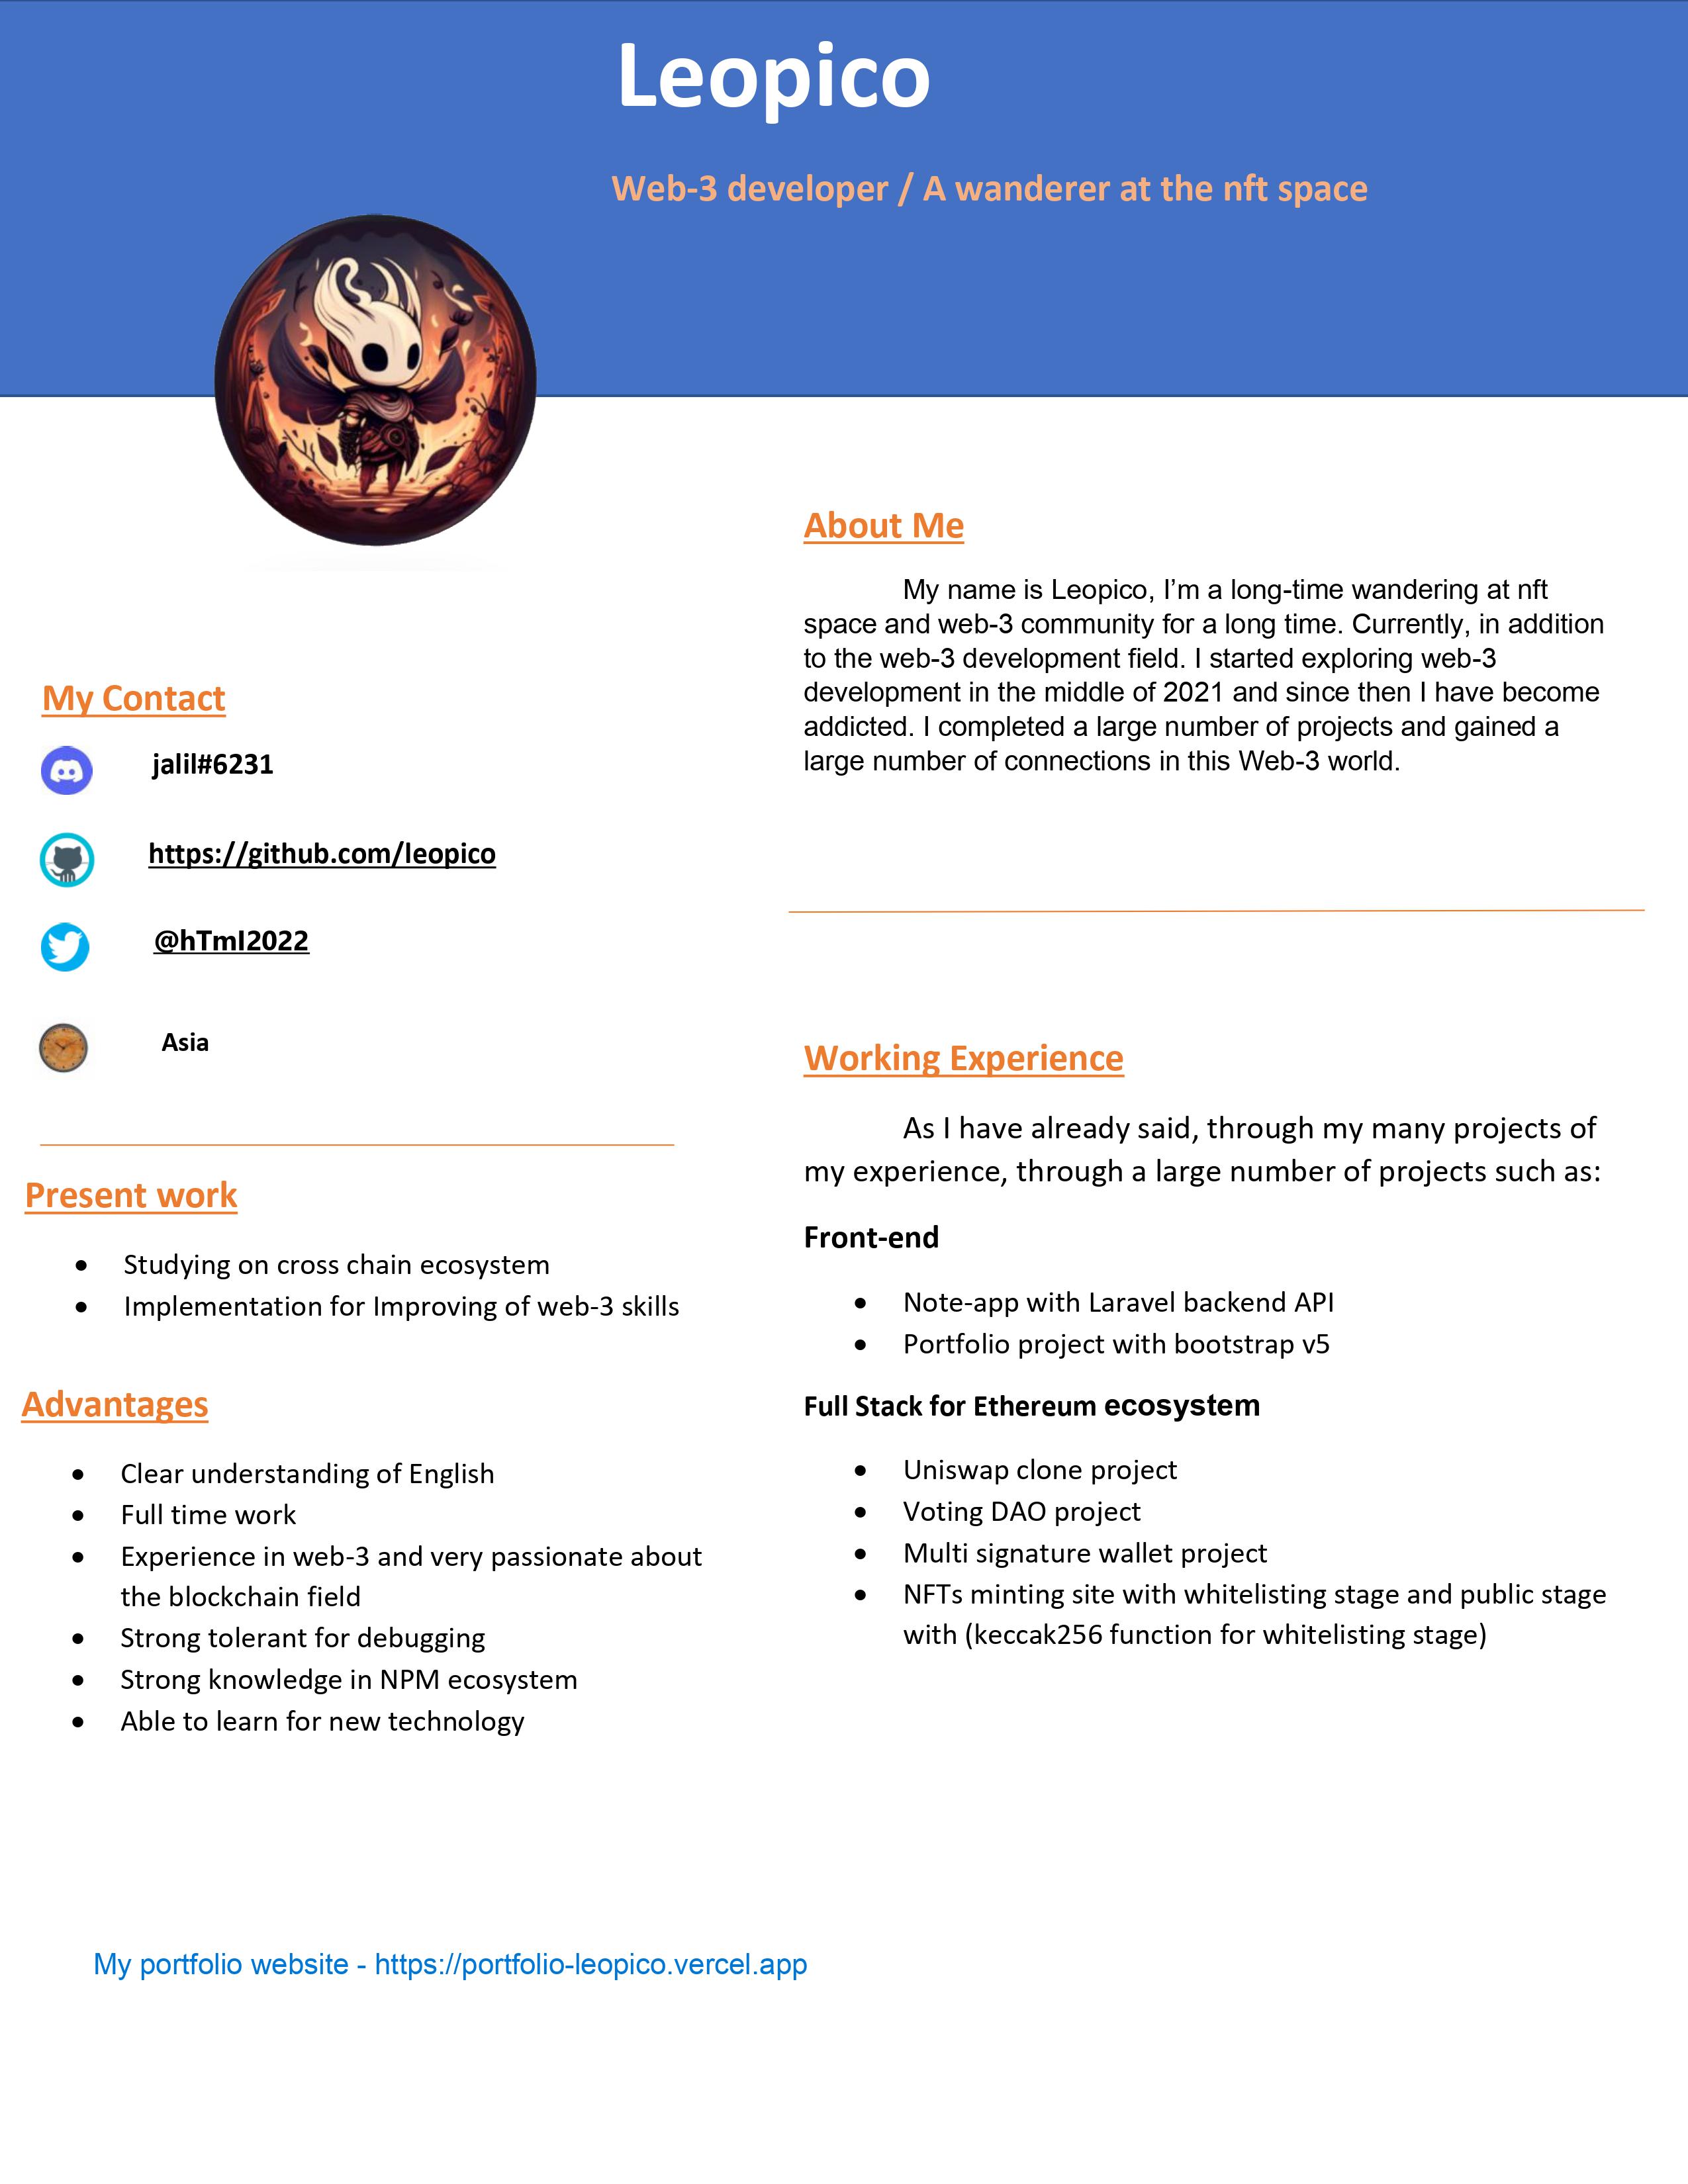 Leopico
Web-3 developer / A wanderer at the nft space
My Contact
jalil#6231
https://github.com/leopico
@hTmI2022
Asia
Present work
• Studying on cross chain ecosystem
• Implementation for Improving of web-3 skills
Advantages
• Clear understanding of English
• Full time work
• Experience in web-3 and very passionate about
the blockchain field
• Strong tolerant for debugging
• Strong knowledge in NPM ecosystem
• Able to learn for new technology
About Me
My name is Leopico, I’m a long-time wandering at nft
space and web-3 community for a long time. Currently, in addition
to the web-3 development field. I started exploring web-3
development in the middle of 2021 and since then I have become
addicted. I completed a large number of projects and gained a
large number of connections in this Web-3 world.
Working Experience
As I have already said, through my many projects of
my experience, through a large number of projects such as:
Front-end
• Note-app with Laravel backend API
• Portfolio project with bootstrap v5
Full Stack for Ethereum ecosystem
• Uniswap clone project
• Voting DAO project
• Multi signature wallet project
• NFTs minting site with whitelisting stage and public stage
with (keccak256 function for whitelisting stage)
My portfolio website - https://portfolio-leopico.vercel.app